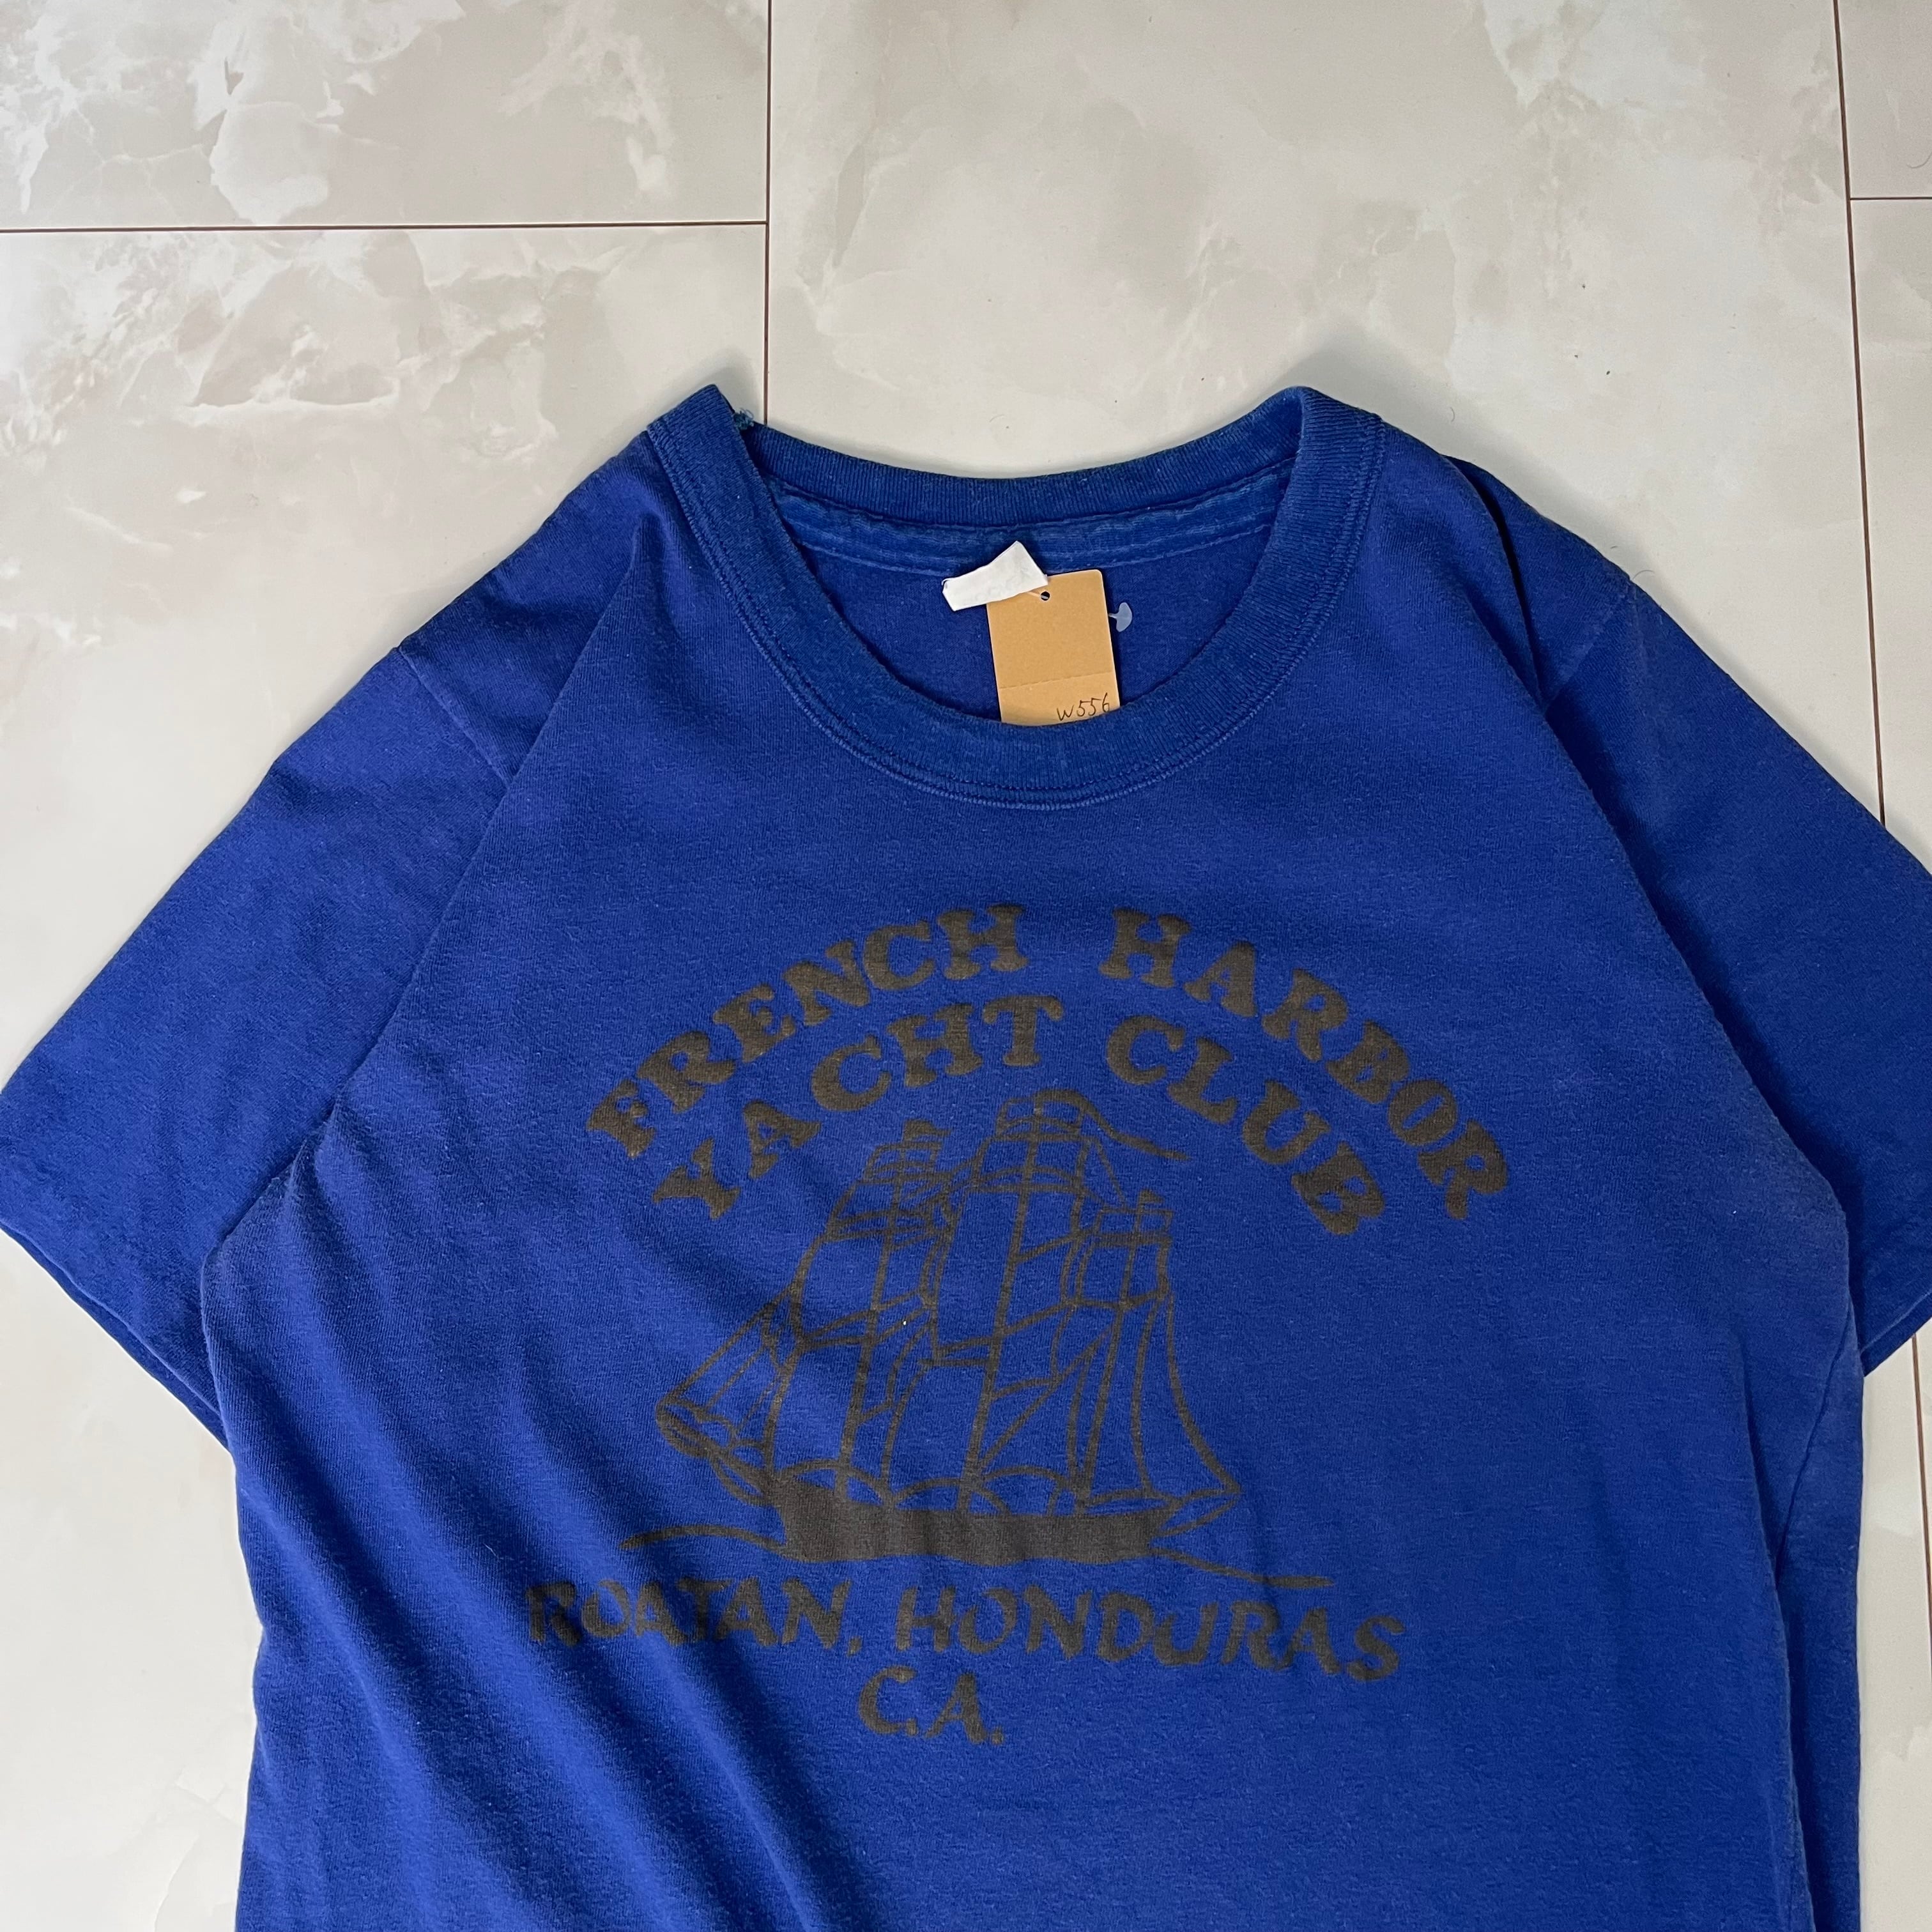 W556
FRENCH HARBOR
YACHT CLUB
ROATAN, HONDURAS
C.A.